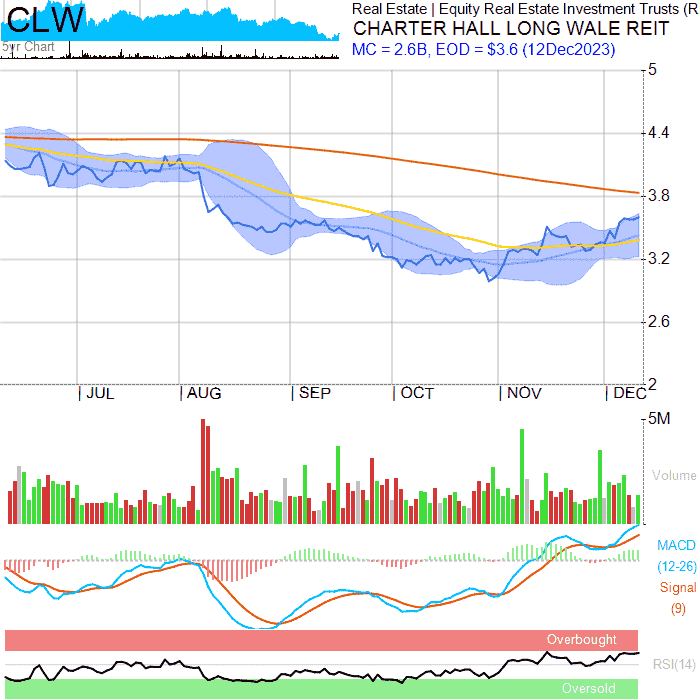 CLW
5yr Chart
Real Estate | Equity Real Estate Investment Trusts (R
CHARTER HALL LONG WALE REIT
MC = 2.6B, EOD = $3.6 (12Dec2023)
5
4.4
3.8
3.2
2.6
2
| JUL | AUG | SEP | OCT | NOV | DEC
5M
Volume
MACD
(12-26)
Signal
(9)
Overbought
RSI(14)
Oversold